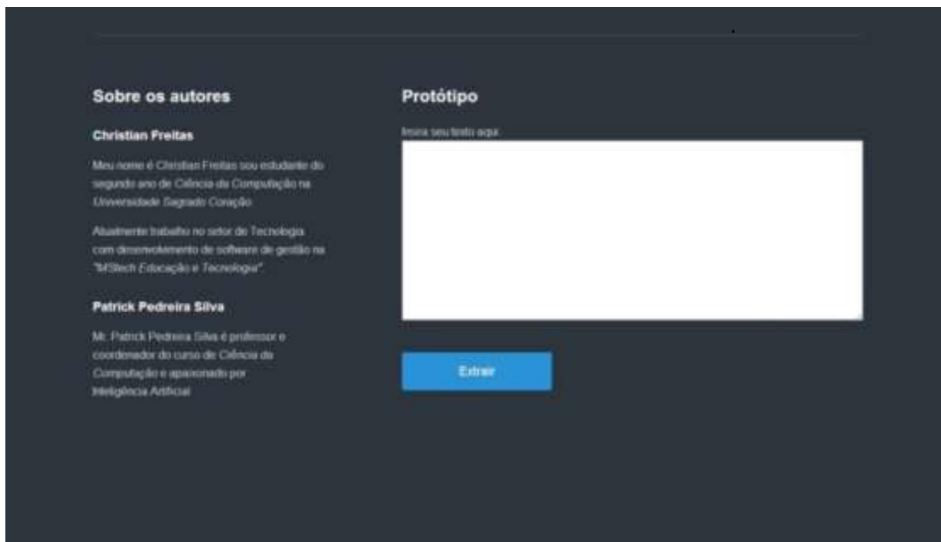 Sobre os autores
Christian Freitas
Meu nome é Christian Freitas sou estudante do
segundo ano de Ciência da Computação na
Universidade Sagrado Coração
Atualmente trabalho no setor de Tecnologia
com desenvolvimento de software de gestão na
"MStech Educação e Tecnologia".
Patrick Pedreira Silva
Mr. Patrick Pedreira Silva é professor e
coordenador do curso de Ciência da
Computação e apaixonado por
Inteligência Artificial
Protótipo
Insira seu texto aqui:
Extrair